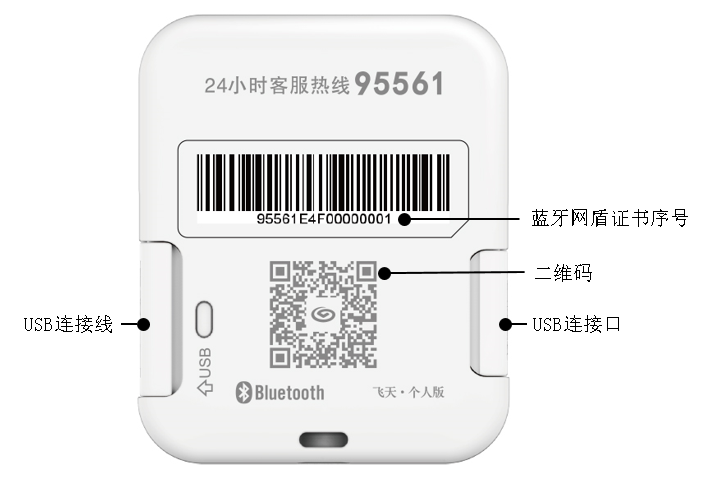 24小时客服热线95561
95561E4F00000001
蓝牙网盾证书序号
二维码
USB连接线
USB连接口
USB
Bluetooth
飞天·个人版